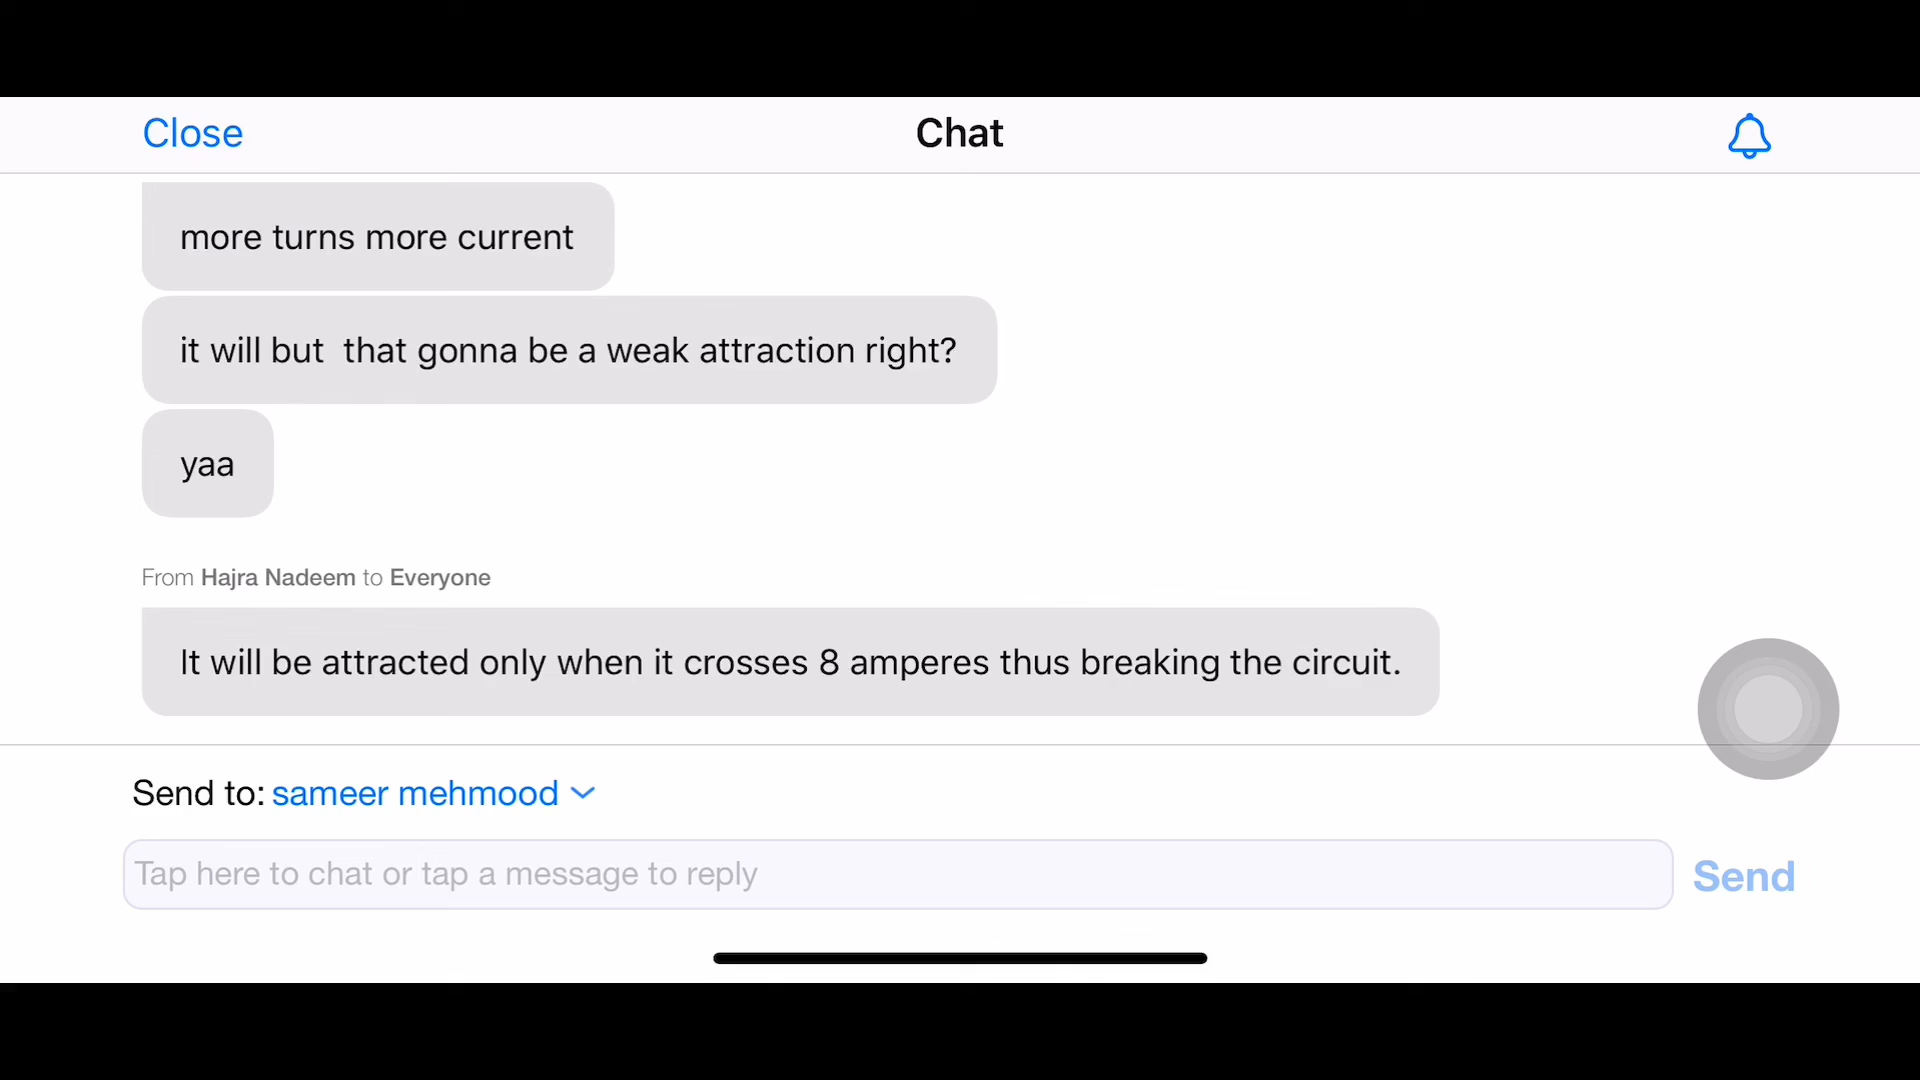 Close
Chat
more turns more current
it will but  that gonna be a weak attraction right?
yaa
From Hajra Nadeem to Everyone
It will be attracted only when it crosses 8 amperes thus breaking the circuit.
Send to: sameer mehmood
Tap here to chat or tap a message to reply
Send